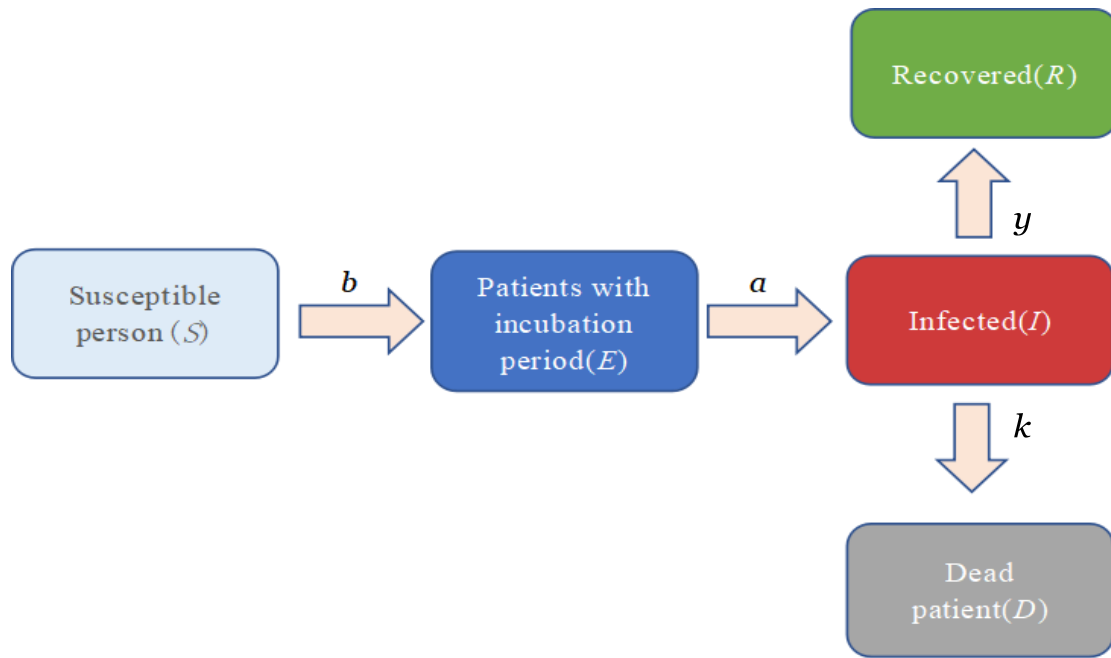 Recovered(R)
y
Susceptible
person (S)
b
Patients with
incubation
period(E)
a
Infected(I)
k
Dead
patient(D)